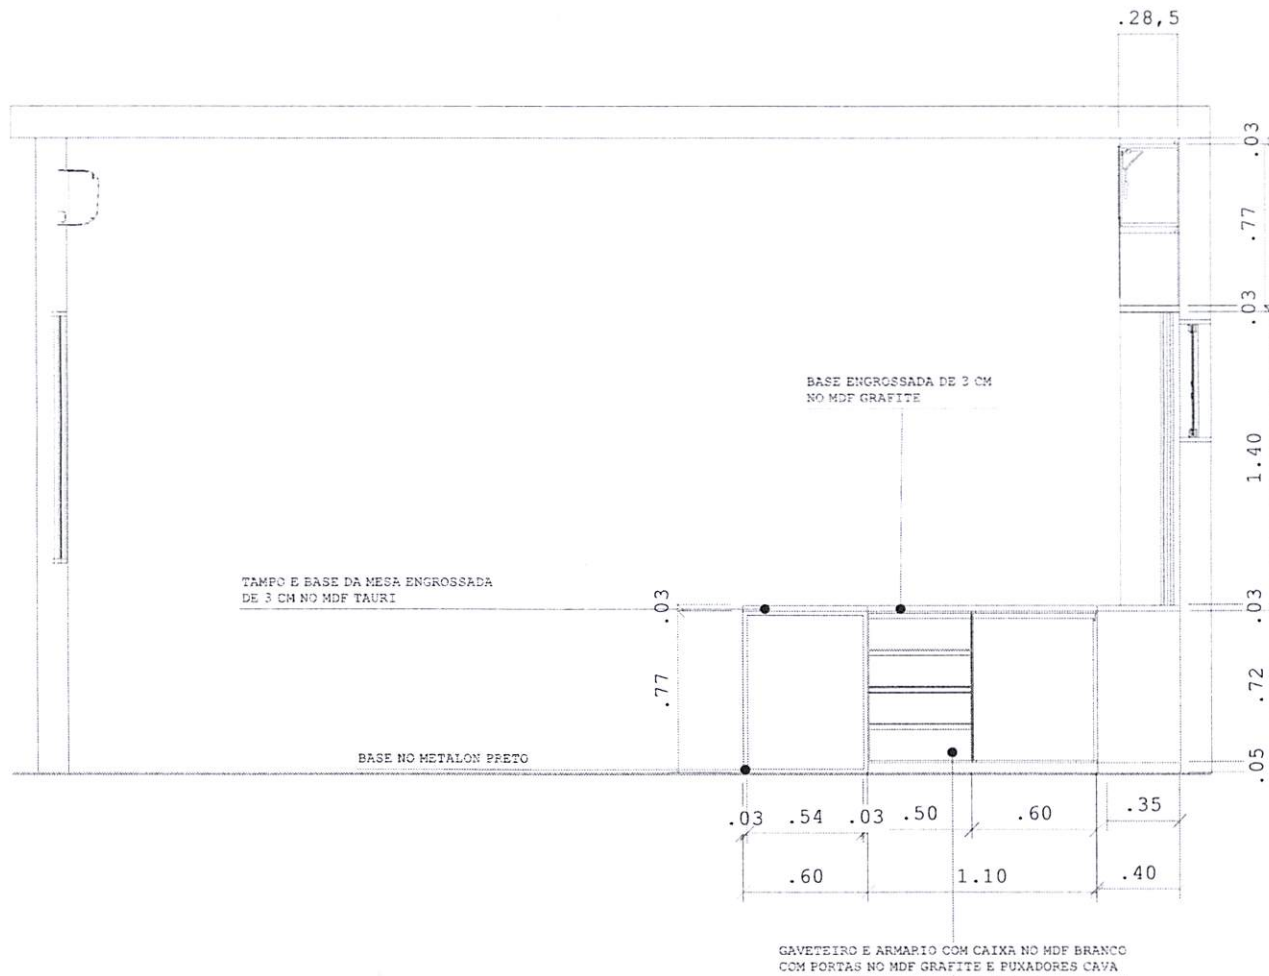 .28,5
.03
.77
.03
BASE ENGROSSADA DE 3 CM
NO MDF GRAFITE
1.40
TAMPO E BASE DA MESA ENGROSSADA
DE 3 CM NO MDF TAURI
.03
.03
.77
.72
BASE NO METALON PRETO
.05
.03 .54 .03 .50 .60 .35
.60 1.10 .40
GAVETEIRO E ARMARIO COM CAIXA NO MDF BRANCO
COM PORTAS NO MDF GRAFITE E PUXADORES CAVA